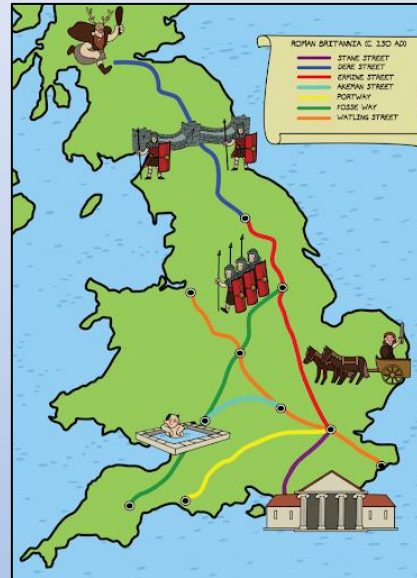 ROMAN BRITANNIA (C. 130 AD)
STANE STREET
DERE STREET
ERMINE STREET
AKEMAN STREET
PORTWAY
FOSSE WAY
WATLING STREET